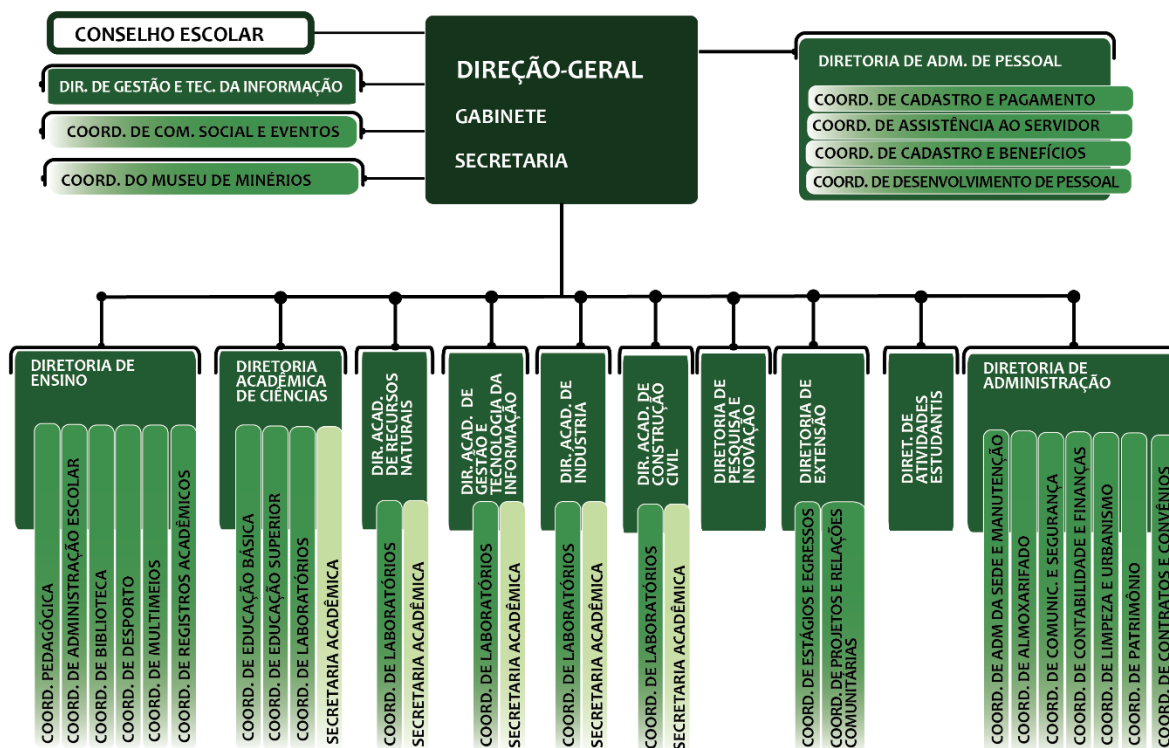 CONSELHO ESCOLAR
DIR. DE GESTÃO E TEC. DA INFORMAÇÃO
COORD. DE COM. SOCIAL E EVENTOS
COORD. DO MUSEU DE MINÉRIOS
DIREÇÃO-GERAL
GABINETE
SECRETARIA
DIRETORIA DE ADM. DE PESSOAL
COORD. DE CADASTRO E PAGAMENTO
COORD. DE ASSISTÊNCIA AO SERVIDOR
COORD. DE CADASTRO E BENEFÍCIOS
COORD. DE DESENVOLVIMENTO DE PESSOAL
DIRETORIA DE
ENSINO
COORD. PEDAGÓGICA
COORD. DE ADMINISTRAÇÃO ESCOLAR
COORD. DE BIBLIOTECA
COORD. DE DESPORTO
COORD. DE MULTIMEIOS
COORD. DE REGISTROS ACADÊMICOS
DIRETORIA
ACADÊMICA
DE CIÊNCIAS
COORD. DE EDUCAÇÃO BÁSICA
COORD. DE EDUCAÇÃO SUPERIOR
COORD. DE LABORATÓRIOS
SECRETARIA ACADÊMICA
DIR. ACAD.
DE RECURSOS
NATURAIS
COORD. DE LABORATÓRIOS
SECRETARIA ACADÊMICA
DIR. ACAD. DE
GESTÃO E
TECNOLOGIA DA
INFORMAÇÃO
COORD. DE LABORATÓRIOS
SECRETARIA ACADÊMICA
DIR. ACAD. DE
INDÚSTRIA
COORD. DE LABORATÓRIOS
SECRETARIA ACADÊMICA
DIR. ACAD. DE
CONSTRUÇÃO
CIVIL
COORD. DE LABORATÓRIOS
SECRETARIA ACADÊMICA
DIRETORIA DE
PESQUISA E
INOVAÇÃO
DIRETORIA DE
EXTENSÃO
COORD. DE ESTÁGIOS E EGRESSOS
COORD. DE PROJETOS E RELAÇÕES
COMUNITÁRIAS
DIRET. DE
ATIVIDADES
ESTUDANTIS
DIRETORIA DE
ADMINISTRAÇÃO
COORD. DE ADM DA SEDE E MANUTENÇÃO
COORD. DE ALMOXARIFADO
COORD. DE COMUNIC. E SEGURANÇA
COORD. DE CONTABILIDADE E FINANÇAS
COORD. DE LIMPEZA E URBANISMO
COORD. DE PATRIMÔNIO
COORD. DE CONTRATOS E CONVÊNIOS